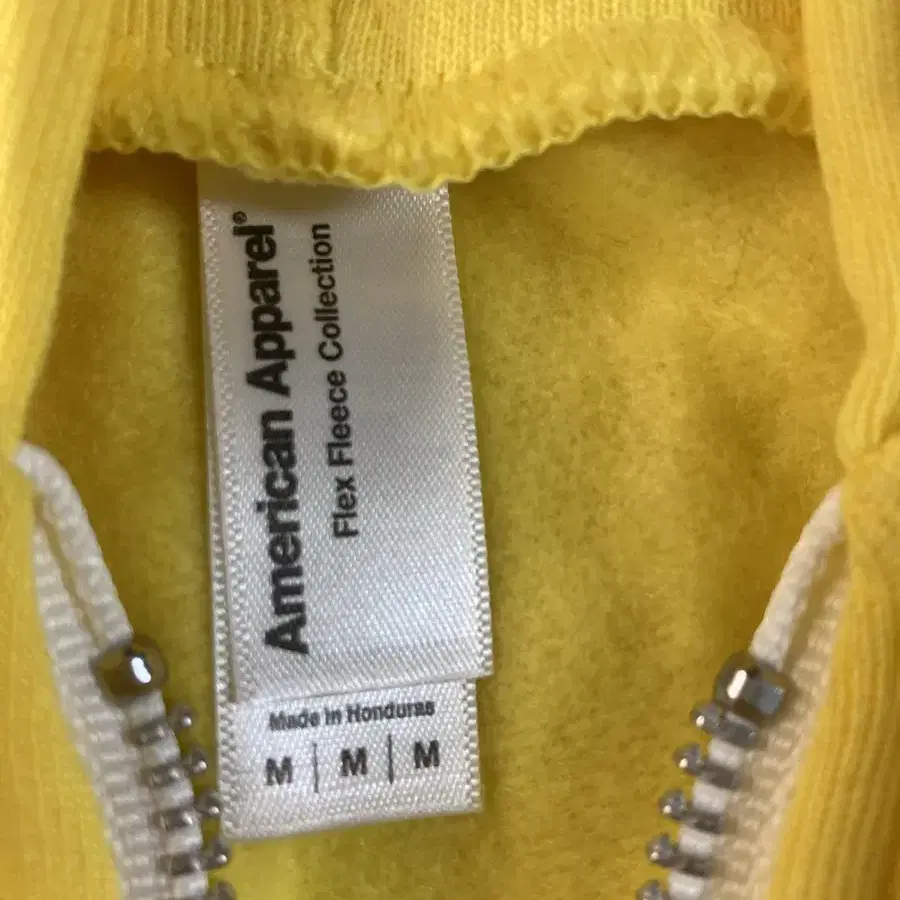 American Apparel®
Flex Fleece Collection
Made in Honduras
M | M | M